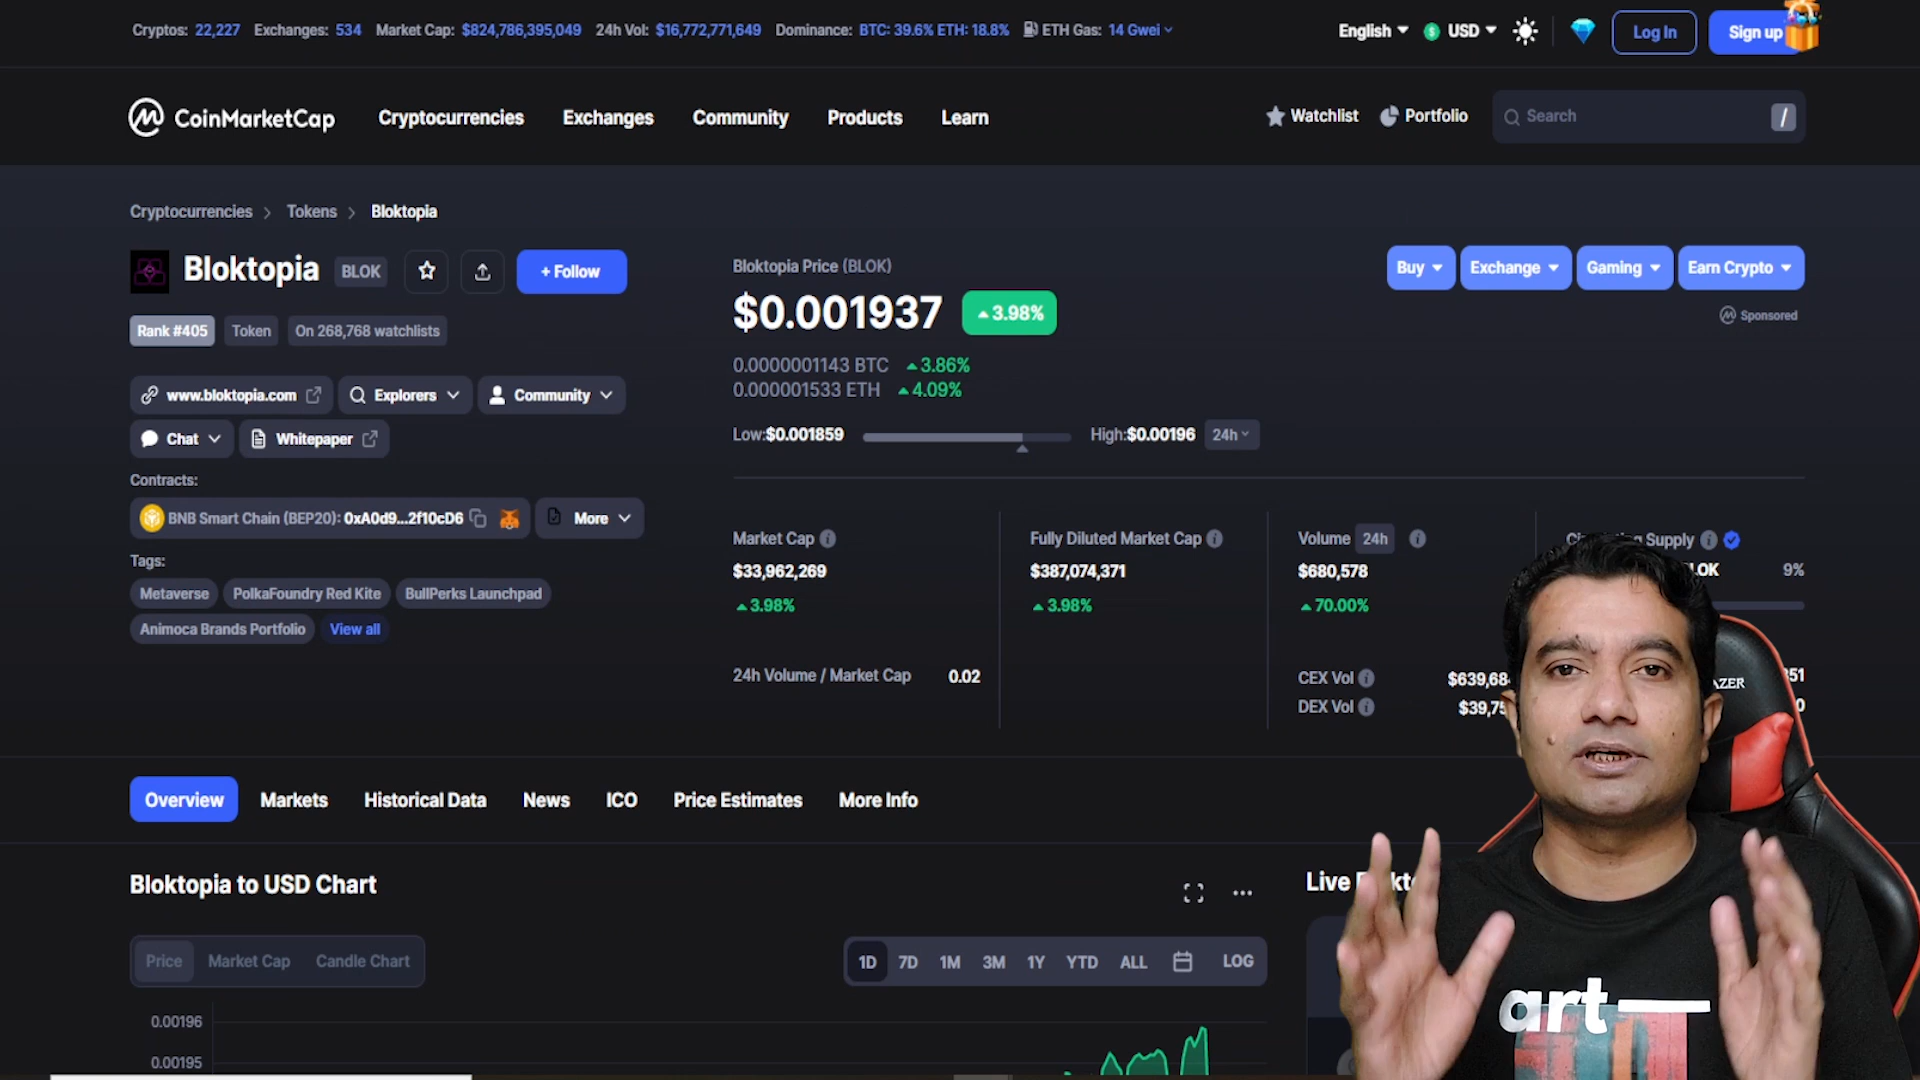 Cryptos: 22,227 Exchanges: 534 Market Cap: $824,786,395,049 24h Vol: $16,772,771,649 Dominance: BTC: 39.6% ETH: 18.8% ETH Gas: 14 Gwei
English USD Log In Sign up
CoinMarketCap Cryptocurrencies Exchanges Community Products Learn
Watchlist Portfolio Search /
Cryptocurrencies > Tokens > Bloktopia
Bloktopia BLOK + Follow
Rank #405 Token On 268,768 watchlists
www.bloktopia.com Explorers Community
Chat Whitepaper
Contracts:
BNB Smart Chain (BEP20): 0xA0d9...2f10cD6 More
Tags:
Metaverse PolkaFoundry Red Kite BullPerks Launchpad
Animoca Brands Portfolio View all
Bloktopia Price (BLOK)
$0.001937 3.98%
0.0000001143 BTC 3.86%
0.000001533 ETH 4.09%
Low:$0.001859 High:$0.00196 24h
Buy Exchange Gaming Earn Crypto
Sponsored
Market Cap
$33,962,269
3.98%
24h Volume / Market Cap 0.02
Fully Diluted Market Cap
$387,074,371
3.98%
Volume 24h
$680,578
70.00%
CEX Vol $639,68
DEX Vol $39,75
Supply
LOK 9%
351
0
AZER
Overview Markets Historical Data News ICO Price Estimates More Info
Bloktopia to USD Chart
Live
Price Market Cap Candle Chart
1D 7D 1M 3M 1Y YTD ALL LOG
0.00196
0.00195
art